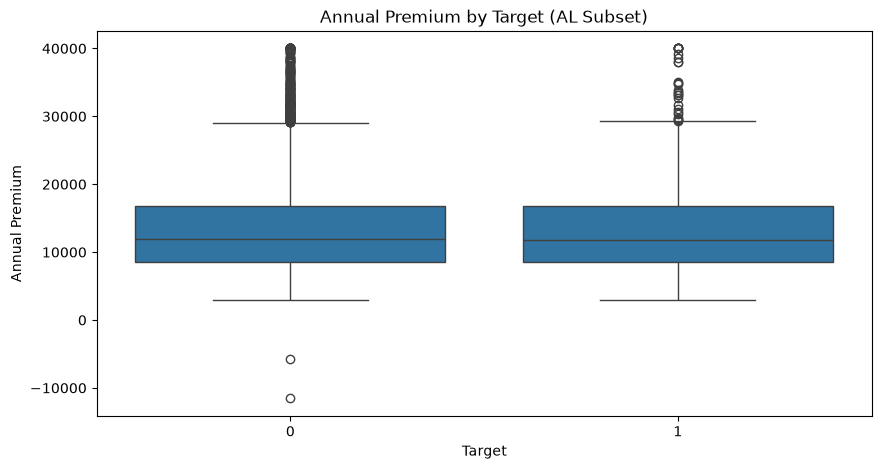 Annual Premium by Target (AL Subset)
Annual Premium
40000
30000
20000
10000
0
−10000
0 1
Target